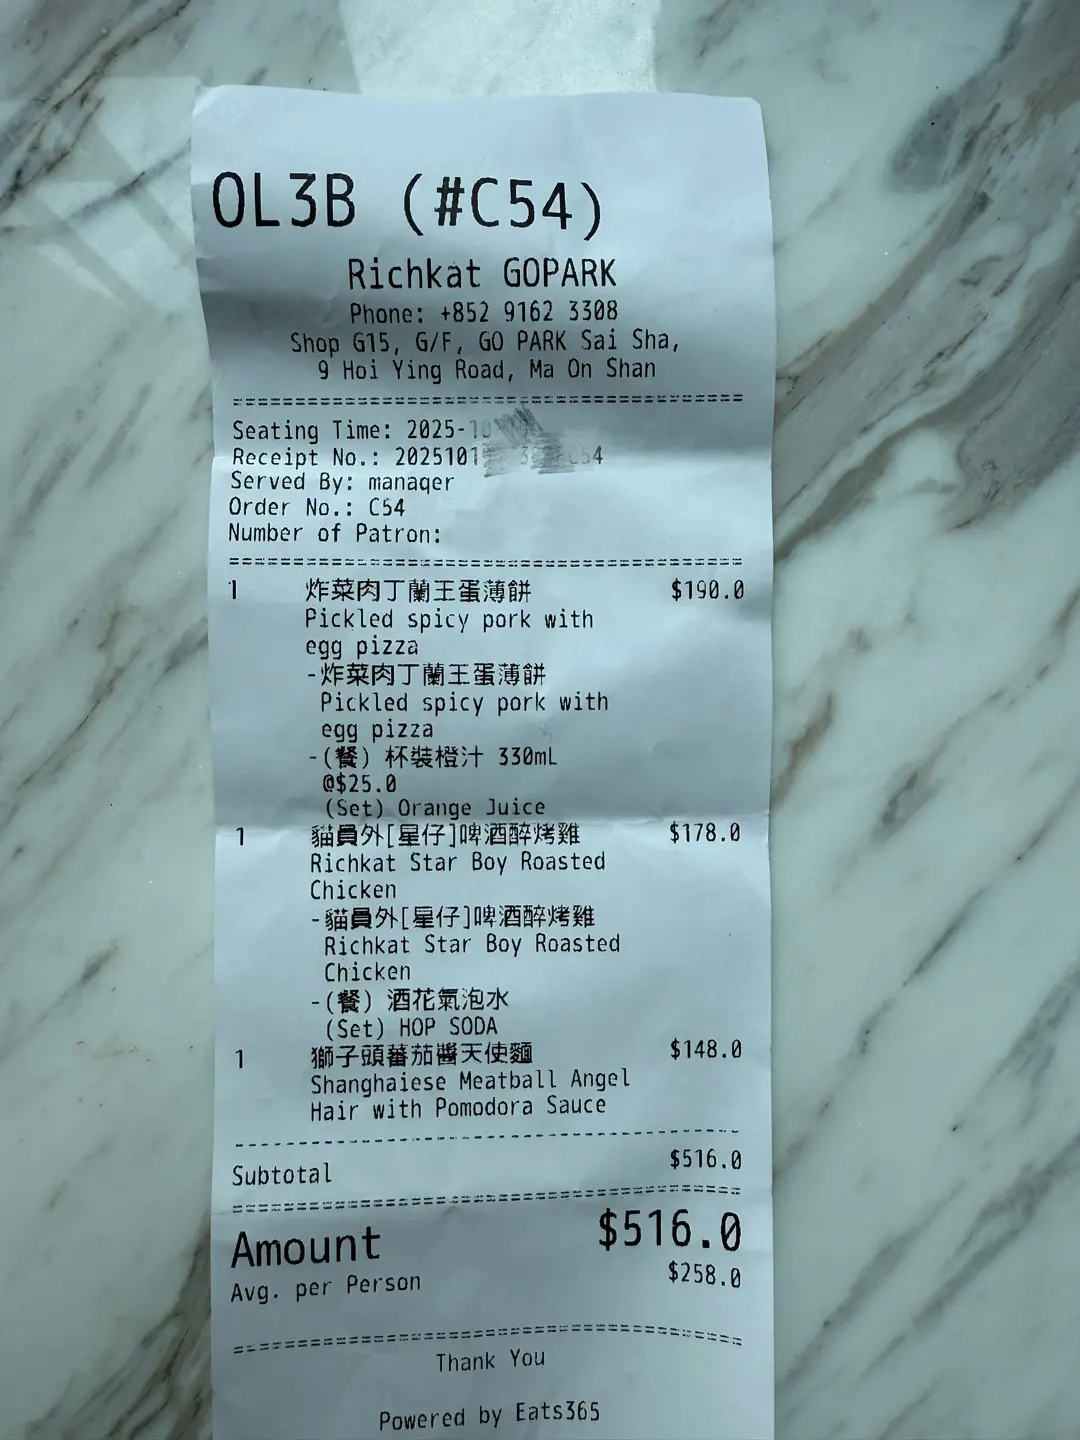 OL3B (#C54)
Richkat GOPARK
Phone: +852 9162 3308
Shop G15, G/F, GO PARK Sai Sha,
9 Hoi Ying Road, Ma On Shan
Seating Time: 2025-10
Receipt No.: 2025101
Served By: manager
Order No.: C54
Number of Patron:
1 炸菜肉丁蘭王蛋薄餅 $190.0
Pickled spicy pork with
egg pizza
-炸菜肉丁蘭王蛋薄餅
Pickled spicy pork with
egg pizza
-(餐) 杯裝橙汁 330mL
@$25.0
(Set) Orange Juice
1 貓員外[星仔]啤酒醉烤雞 $178.0
Richkat Star Boy Roasted
Chicken
-貓員外[星仔]啤酒醉烤雞
Richkat Star Boy Roasted
Chicken
-(餐) 酒花氣泡水
(Set) HOP SODA
1 獅子頭蕃茄醬天使麵 $148.0
Shanghaiese Meatball Angel
Hair with Pomodora Sauce
Subtotal $516.0
Amount $516.0
Avg. per Person $258.0
Thank You
Powered by Eats365